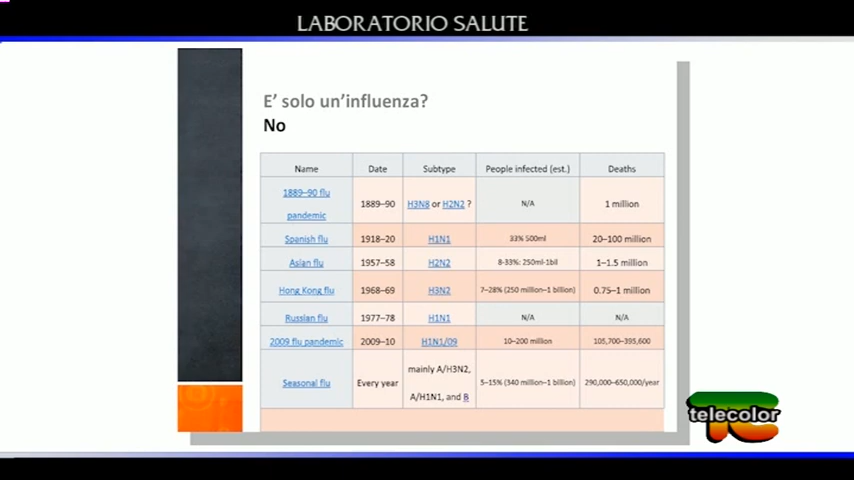 LABORATORIO SALUTE
E' solo un'influenza?
No
Name Date Subtype People infected (est.) Deaths
1889–90 flu pandemic 1889–90 H3N8 or H2N2 ? N/A 1 million
Spanish flu 1918–20 H1N1 33% 500ml 20–100 million
Asian flu 1957–58 H2N2 8-33%: 250ml-1bil 1–1.5 million
Hong Kong flu 1968–69 H3N2 7–28% (250 million–1 billion) 0.75–1 million
Russian flu 1977–78 H1N1 N/A N/A
2009 flu pandemic 2009–10 H1N1/09 10–200 million 105,700–395,600
Seasonal flu Every year mainly A/H3N2, A/H1N1, and B 5–15% (340 million–1 billion) 290,000–650,000/year
telecolor